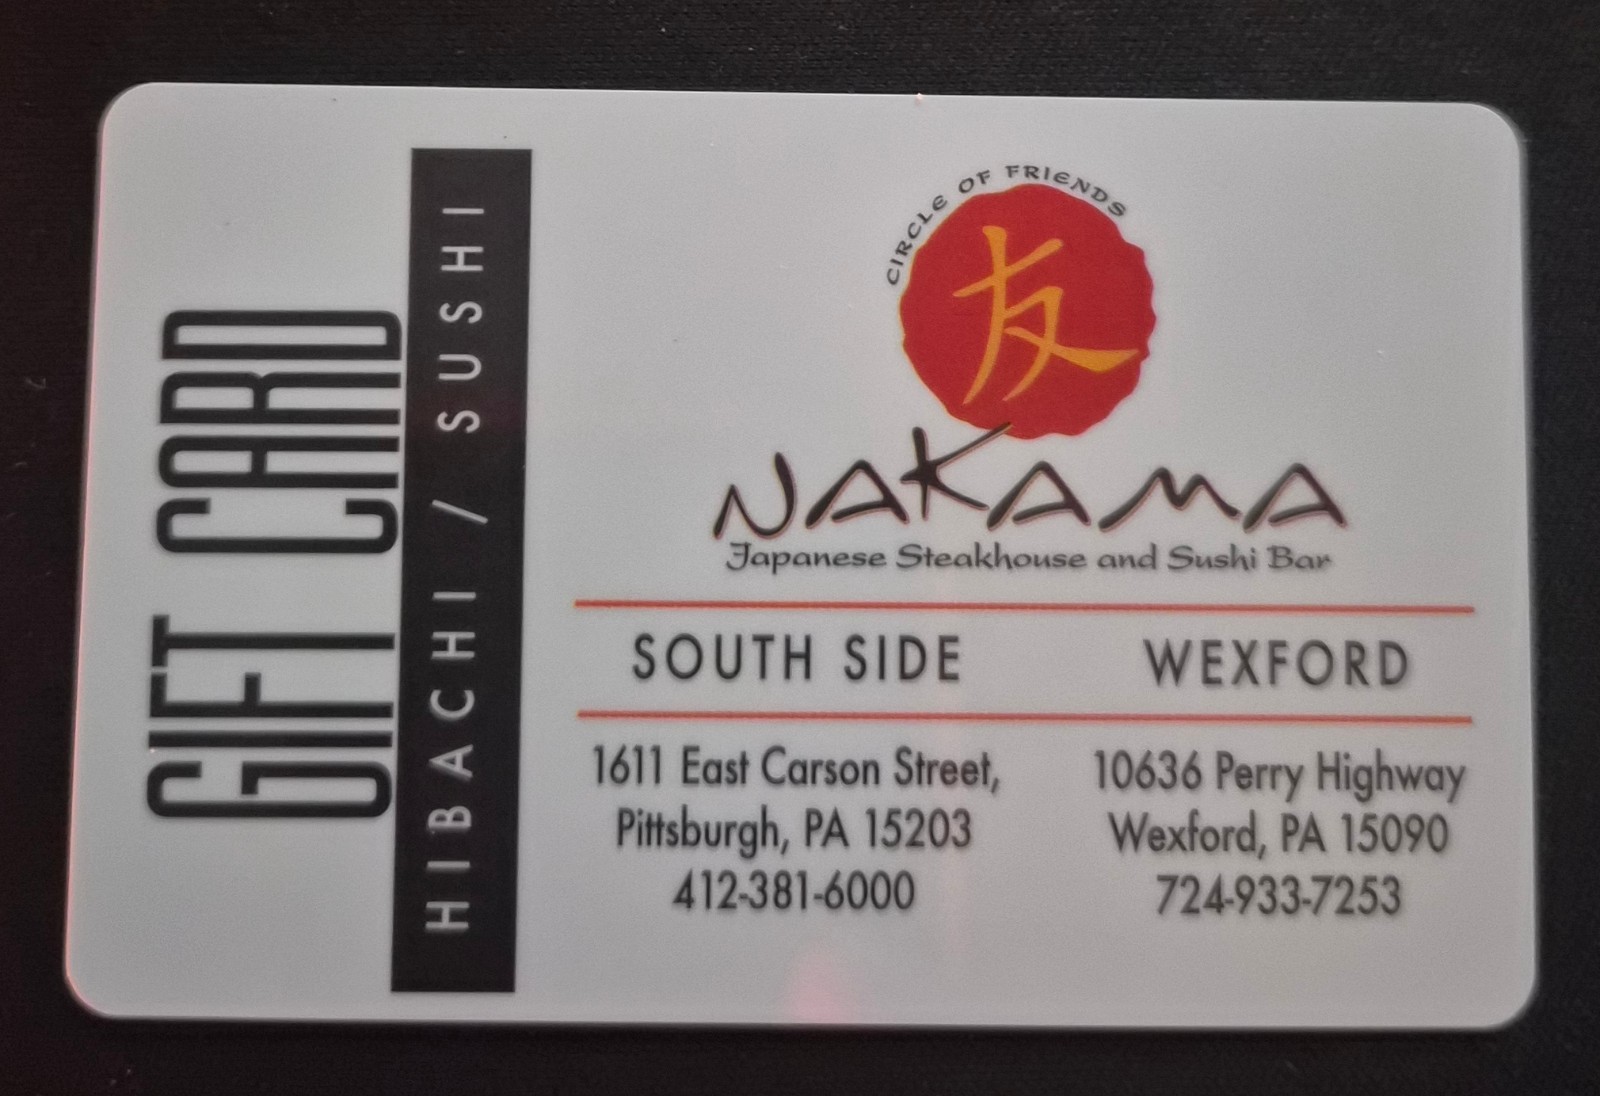 GIFT CARD
HIBACHI / SUSHI
CIRCLE OF FRIENDS
友
NAKAMA
Japanese Steakhouse and Sushi Bar
SOUTH SIDE
1611 East Carson Street,
Pittsburgh, PA 15203
412-381-6000
WEXFORD
10636 Perry Highway
Wexford, PA 15090
724-933-7253